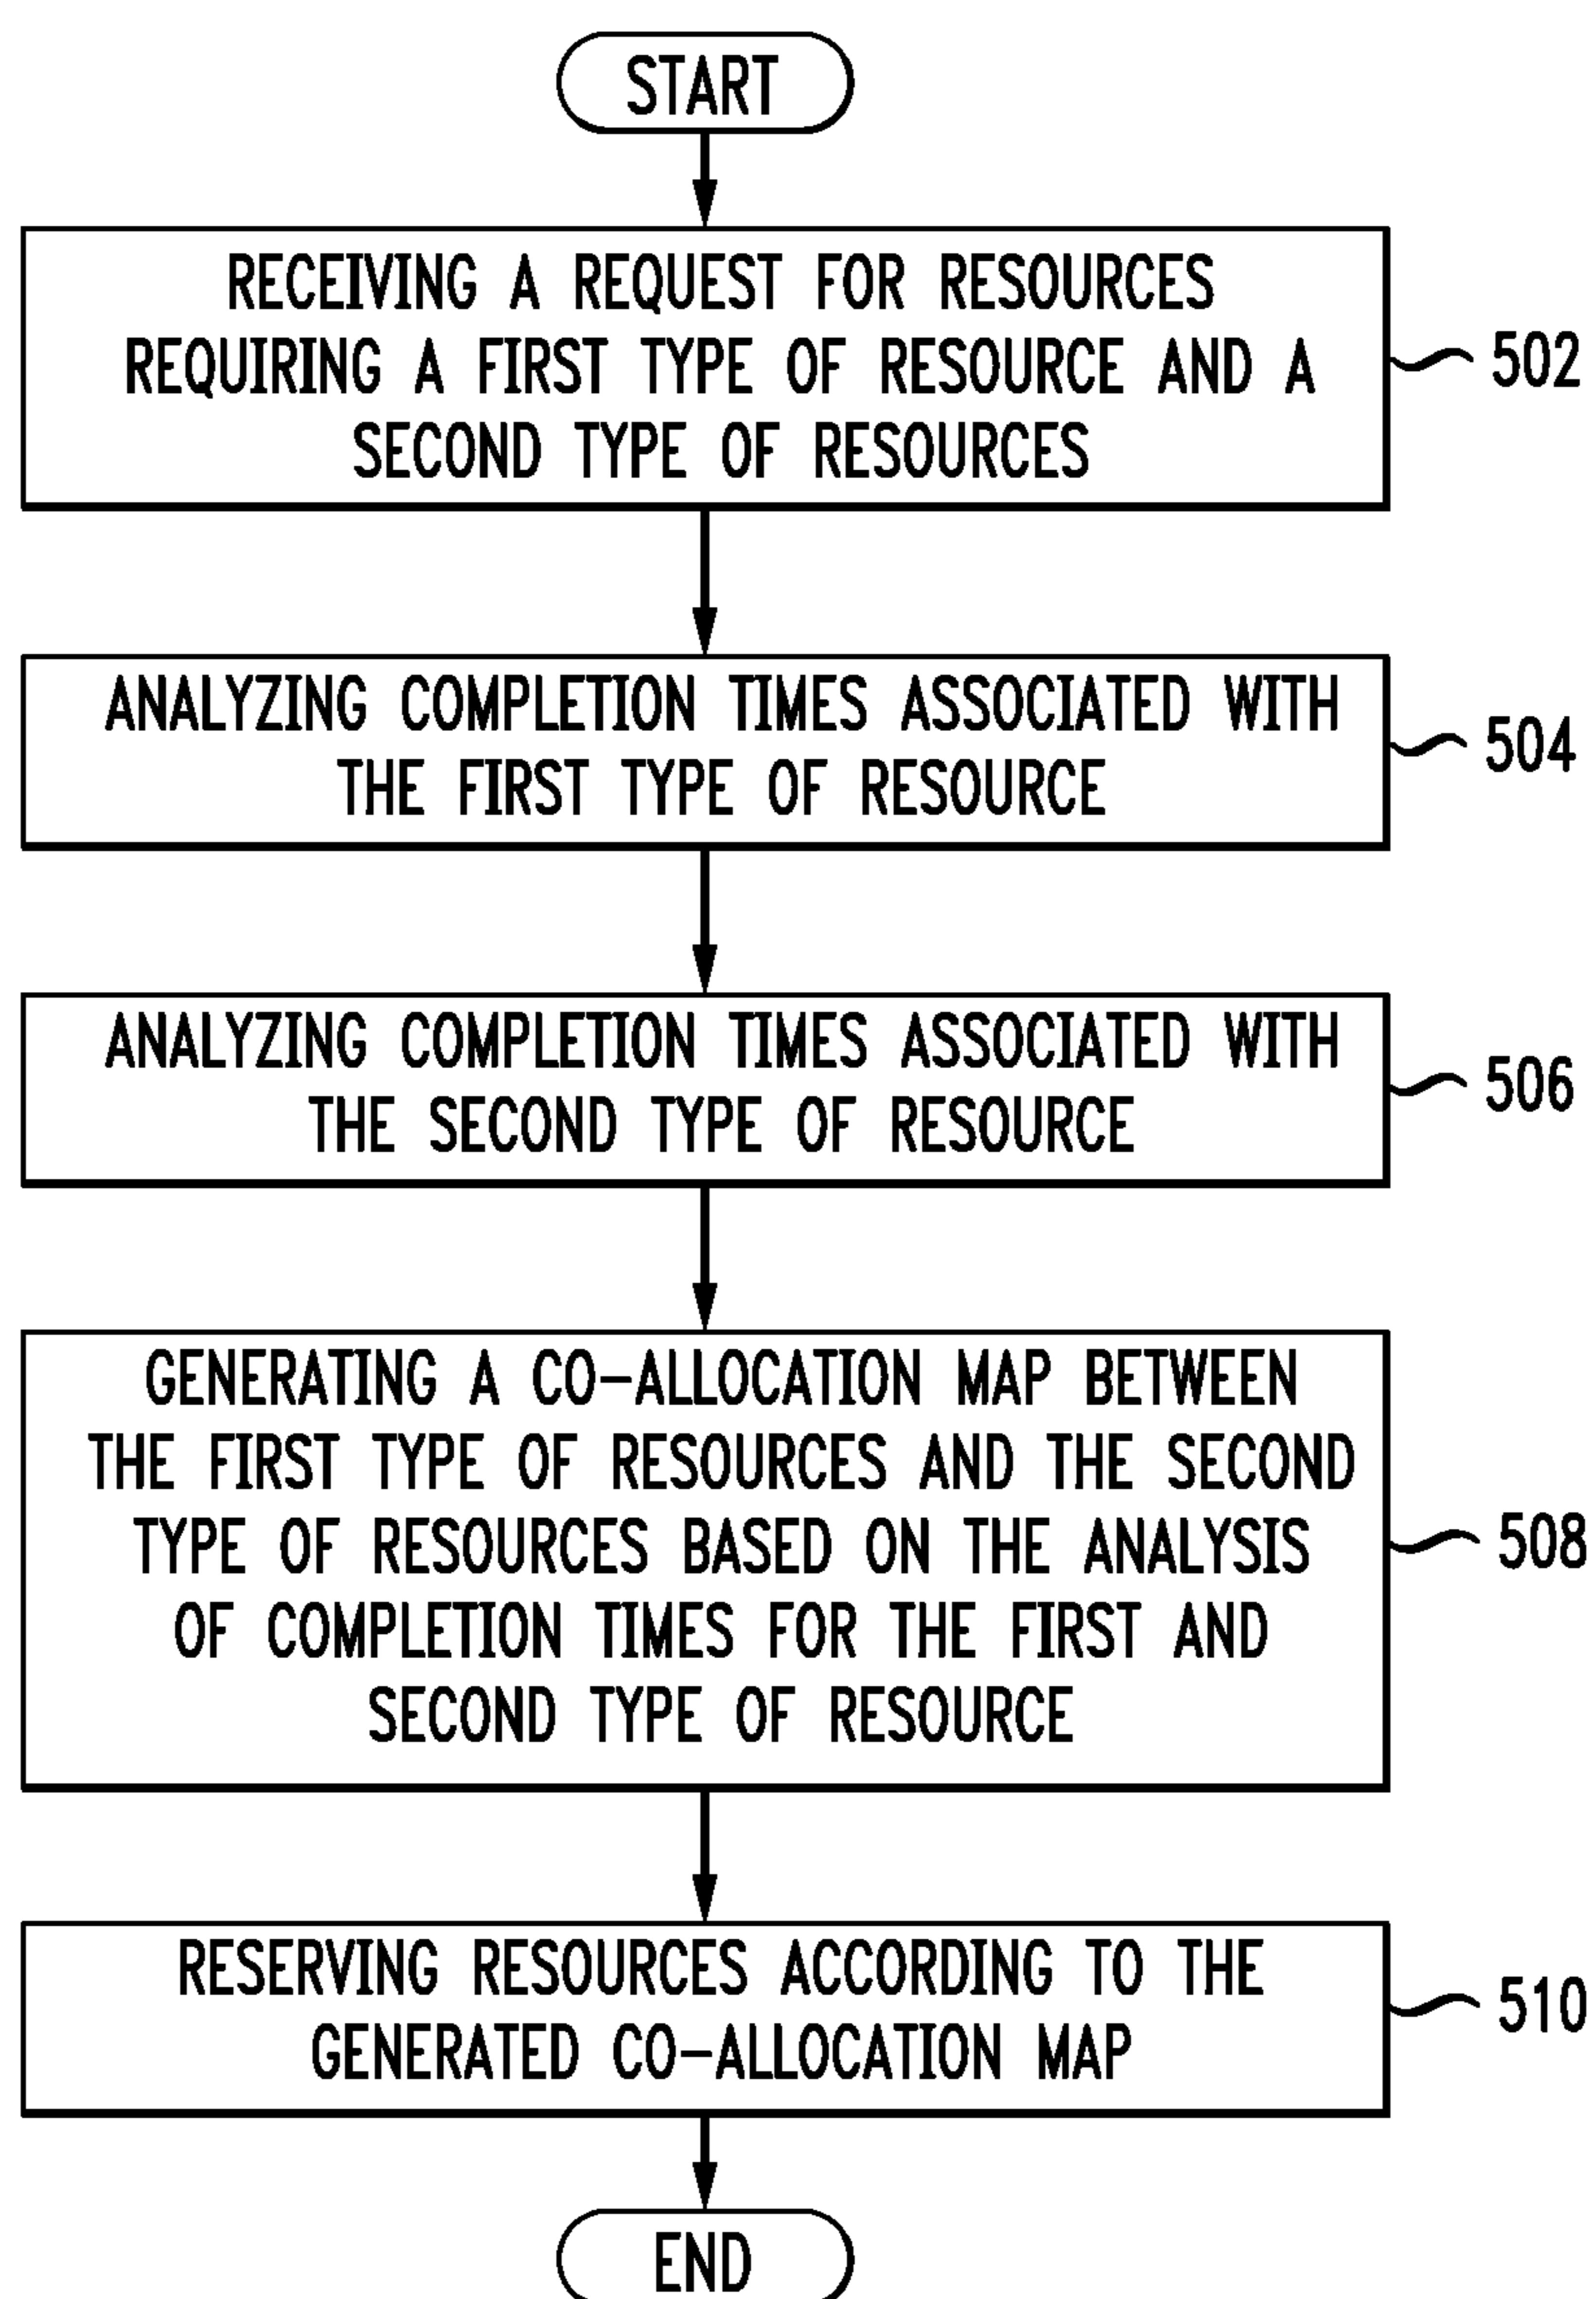 START
RECEIVING A REQUEST FOR RESOURCES
REQUIRING A FIRST TYPE OF RESOURCE AND A
SECOND TYPE OF RESOURCES
502
ANALYZING COMPLETION TIMES ASSOCIATED WITH
THE FIRST TYPE OF RESOURCE
504
ANALYZING COMPLETION TIMES ASSOCIATED WITH
THE SECOND TYPE OF RESOURCE
506
GENERATING A CO-ALLOCATION MAP BETWEEN
THE FIRST TYPE OF RESOURCES AND THE SECOND
TYPE OF RESOURCES BASED ON THE ANALYSIS
OF COMPLETION TIMES FOR THE FIRST AND
SECOND TYPE OF RESOURCE
508
RESERVING RESOURCES ACCORDING TO THE
GENERATED CO-ALLOCATION MAP
510
END